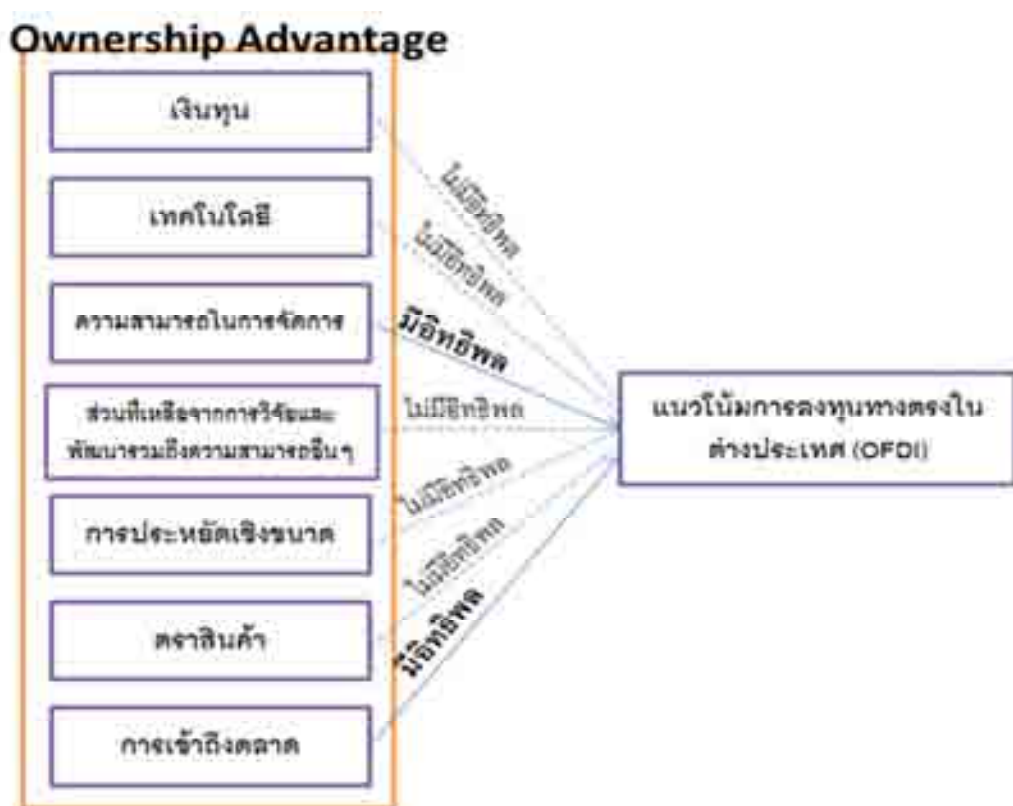 Ownership Advantage
เงินทุน
เทคโนโลยี
ความสามารถในการจัดการ
ส่วนที่เหลือจากการวิจัยและ
พัฒนารวมถึงความสามารถอื่นๆ
การประหยัดเชิงขนาด
ตราสินค้า
การเข้าถึงตลาด
ไม่มีอิทธิพล
ไม่มีอิทธิพล
มีอิทธิพล
ไม่มีอิทธิพล
ไม่มีอิทธิพล
ไม่มีอิทธิพล
มีอิทธิพล
แนวโน้มการลงทุนทางตรงใน
ต่างประเทศ (OFDI)